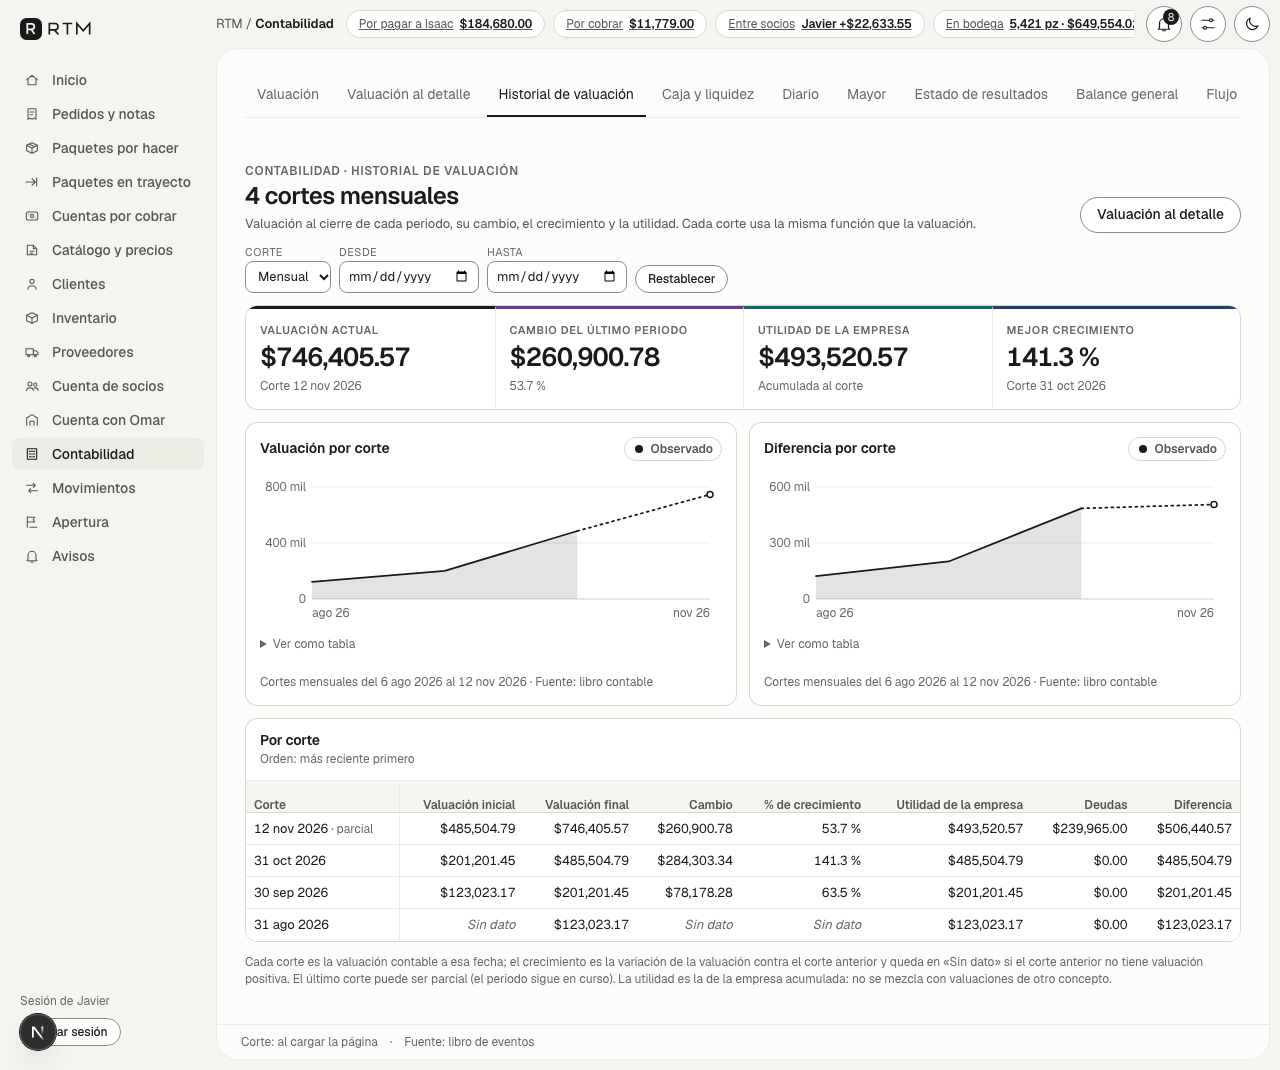 R RTM
RTM / Contabilidad
Por pagar a Isaac $184,680.00
Por cobrar $11,779.00
Entre socios Javier +$22,633.55
En bodega 5,421 pz · $649,554.02
8
Inicio
Pedidos y notas
Paquetes por hacer
Paquetes en trayecto
Cuentas por cobrar
Catálogo y precios
Clientes
Inventario
Proveedores
Cuenta de socios
Cuenta con Omar
Contabilidad
Movimientos
Apertura
Avisos
Sesión de Javier
N
ar sesión
Valuación Valuación al detalle Historial de valuación Caja y liquidez Diario Mayor Estado de resultados Balance general Flujo
CONTABILIDAD · HISTORIAL DE VALUACIÓN
4 cortes mensuales
Valuación al cierre de cada periodo, su cambio, el crecimiento y la utilidad. Cada corte usa la misma función que la valuación.
Valuación al detalle
CORTE DESDE HASTA
Mensual mm/dd/yyyy mm/dd/yyyy Restablecer
VALUACIÓN ACTUAL
$746,405.57
Corte 12 nov 2026
CAMBIO DEL ÚLTIMO PERIODO
$260,900.78
53.7 %
UTILIDAD DE LA EMPRESA
$493,520.57
Acumulada al corte
MEJOR CRECIMIENTO
141.3 %
Corte 31 oct 2026
Valuación por corte
Observado
800 mil
400 mil
0
ago 26 nov 26
Ver como tabla
Cortes mensuales del 6 ago 2026 al 12 nov 2026 · Fuente: libro contable
Diferencia por corte
Observado
600 mil
300 mil
0
ago 26 nov 26
Ver como tabla
Cortes mensuales del 6 ago 2026 al 12 nov 2026 · Fuente: libro contable
Por corte
Orden: más reciente primero
Corte Valuación inicial Valuación final Cambio % de crecimiento Utilidad de la empresa Deudas Diferencia
12 nov 2026 · parcial $485,504.79 $746,405.57 $260,900.78 53.7 % $493,520.57 $239,965.00 $506,440.57
31 oct 2026 $201,201.45 $485,504.79 $284,303.34 141.3 % $485,504.79 $0.00 $485,504.79
30 sep 2026 $123,023.17 $201,201.45 $78,178.28 63.5 % $201,201.45 $0.00 $201,201.45
31 ago 2026 Sin dato $123,023.17 Sin dato Sin dato $123,023.17 $0.00 $123,023.17
Cada corte es la valuación contable a esa fecha; el crecimiento es la variación de la valuación contra el corte anterior y queda en «Sin dato» si el corte anterior no tiene valuación
positiva. El último corte puede ser parcial (el periodo sigue en curso). La utilidad es la de la empresa acumulada: no se mezcla con valuaciones de otro concepto.
Corte: al cargar la página · Fuente: libro de eventos